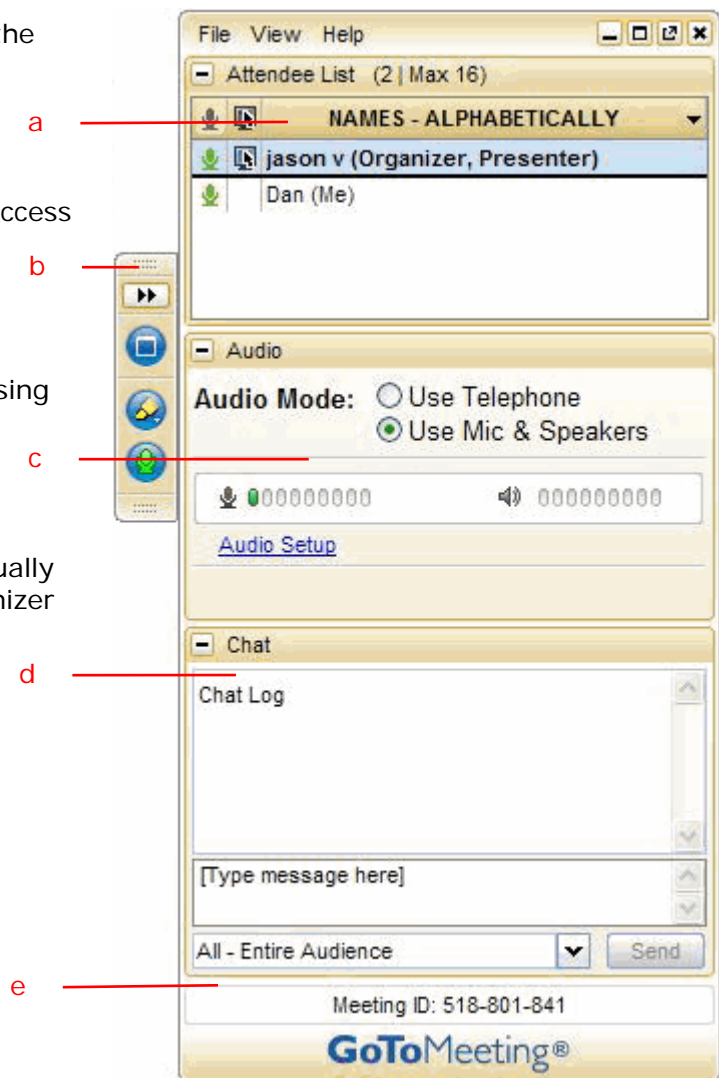 the
File View Help
Attendee List (2 | Max 16)
a
NAMES - ALPHABETICALLY
jason v (Organizer, Presenter)
Dan (Me)
ccess
b
Audio
sing
Audio Mode: Use Telephone
Use Mic & Speakers
c
Audio Setup
ually
nizer
Chat
d
Chat Log
[Type message here]
All - Entire Audience Send
e
Meeting ID: 518-801-841
GoToMeeting®